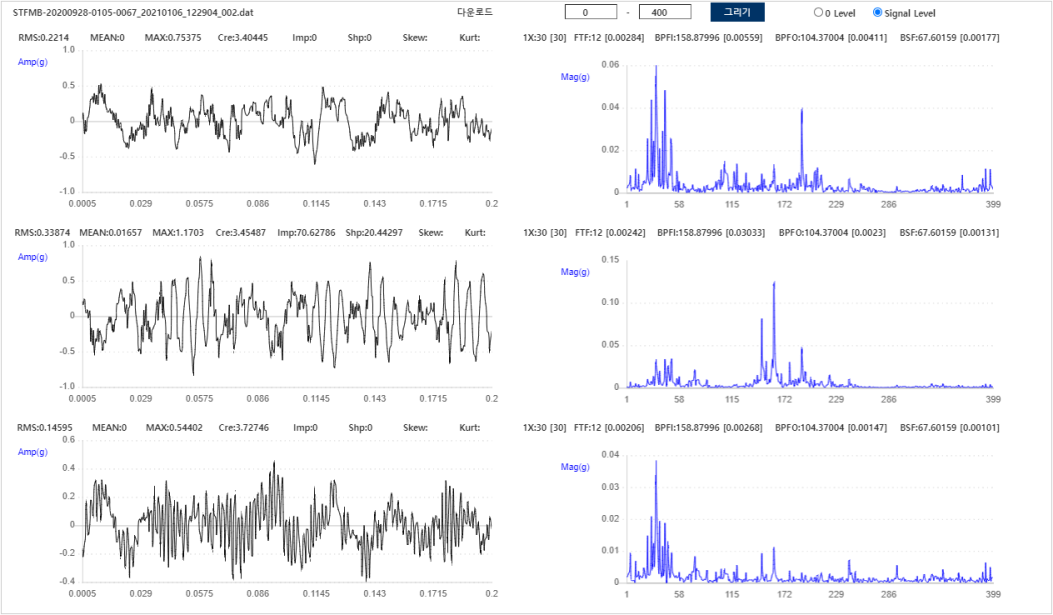 STFMB-20200928-0105-0067_20210106_122904_002.dat 다운로드 0 - 400 그리기 0 Level Signal Level
RMS:0.2214 MEAN:0 MAX:0.75375 Cre:3.40445 Imp:0 Shp:0 Skew: Kurt:
1.0
Amp(g)
0.5
0
-0.5
-1.0
0.0005 0.029 0.0575 0.086 0.1145 0.143 0.1715 0.2
1X:30 [30] FTF:12 [0.00284] BPFI:158.87996 [0.00559] BPFO:104.37004 [0.00411] BSF:67.60159 [0.00177]
0.06
Mag(g)
0.04
0.02
0
1 58 115 172 229 286 399
RMS:0.33874 MEAN:0.01657 MAX:1.1703 Cre:3.45487 Imp:70.62786 Shp:20.44297 Skew: Kurt:
1.0
Amp(g)
0.5
0
-0.5
-1.0
0.0005 0.029 0.0575 0.086 0.1145 0.143 0.1715 0.2
1X:30 [30] FTF:12 [0.00242] BPFI:158.87996 [0.03033] BPFO:104.37004 [0.0023] BSF:67.60159 [0.00131]
0.15
Mag(g)
0.10
0.05
0
1 58 115 172 229 286 399
RMS:0.14595 MEAN:0 MAX:0.54402 Cre:3.72746 Imp:0 Shp:0 Skew: Kurt:
0.6
Amp(g)
0.4
0.2
0
-0.2
-0.4
0.0005 0.029 0.0575 0.086 0.1145 0.143 0.1715 0.2
1X:30 [30] FTF:12 [0.00206] BPFI:158.87996 [0.00268] BPFO:104.37004 [0.00147] BSF:67.60159 [0.00101]
0.04
Mag(g)
0.03
0.02
0.01
0
1 58 115 172 229 286 399